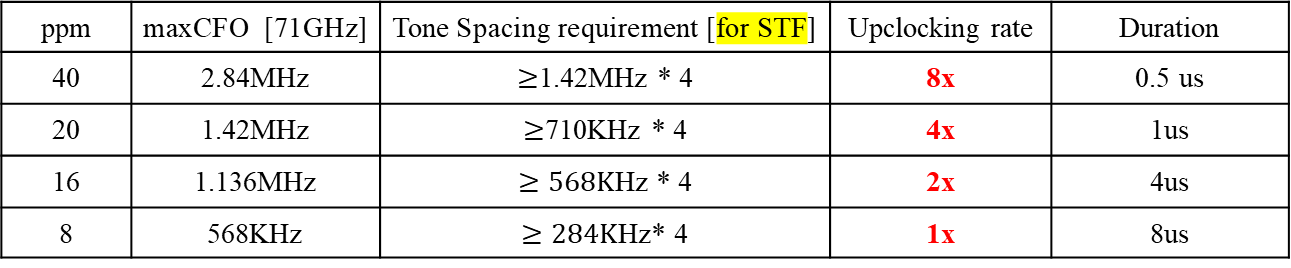 ppm maxCFO [71GHz] Tone Spacing requirement [for STF] Upclocking rate Duration
40 2.84MHz ≥1.42MHz * 4 8x 0.5 us
20 1.42MHz ≥710KHz * 4 4x 1us
16 1.136MHz ≥ 568KHz * 4 2x 4us
8 568KHz ≥ 284KHz* 4 1x 8us